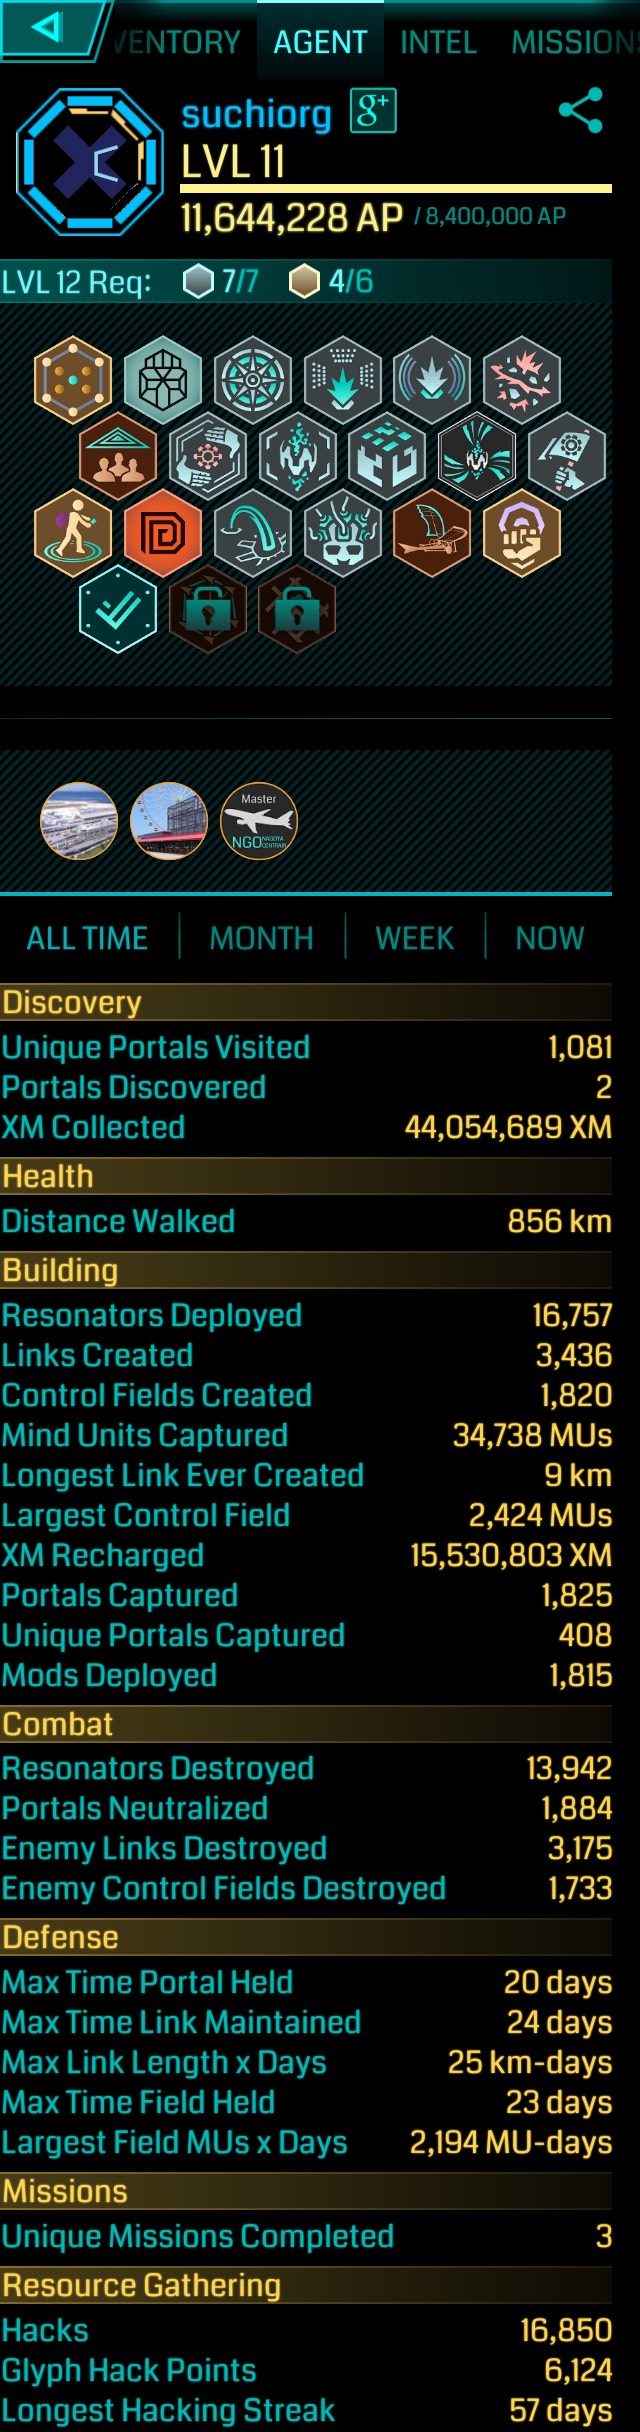 VENTORY AGENT INTEL MISSIONS
suchiorg g+
LVL 11
11,644,228 AP / 8,400,000 AP
LVL 12 Req: 7/7 4/6
Master
NGO NAGOYA CENTRAIR
ALL TIME MONTH WEEK NOW
Discovery
Unique Portals Visited 1,081
Portals Discovered 2
XM Collected 44,054,689 XM
Health
Distance Walked 856 km
Building
Resonators Deployed 16,757
Links Created 3,436
Control Fields Created 1,820
Mind Units Captured 34,738 MUs
Longest Link Ever Created 9 km
Largest Control Field 2,424 MUs
XM Recharged 15,530,803 XM
Portals Captured 1,825
Unique Portals Captured 408
Mods Deployed 1,815
Combat
Resonators Destroyed 13,942
Portals Neutralized 1,884
Enemy Links Destroyed 3,175
Enemy Control Fields Destroyed 1,733
Defense
Max Time Portal Held 20 days
Max Time Link Maintained 24 days
Max Link Length x Days 25 km-days
Max Time Field Held 23 days
Largest Field MUs x Days 2,194 MU-days
Missions
Unique Missions Completed 3
Resource Gathering
Hacks 16,850
Glyph Hack Points 6,124
Longest Hacking Streak 57 days